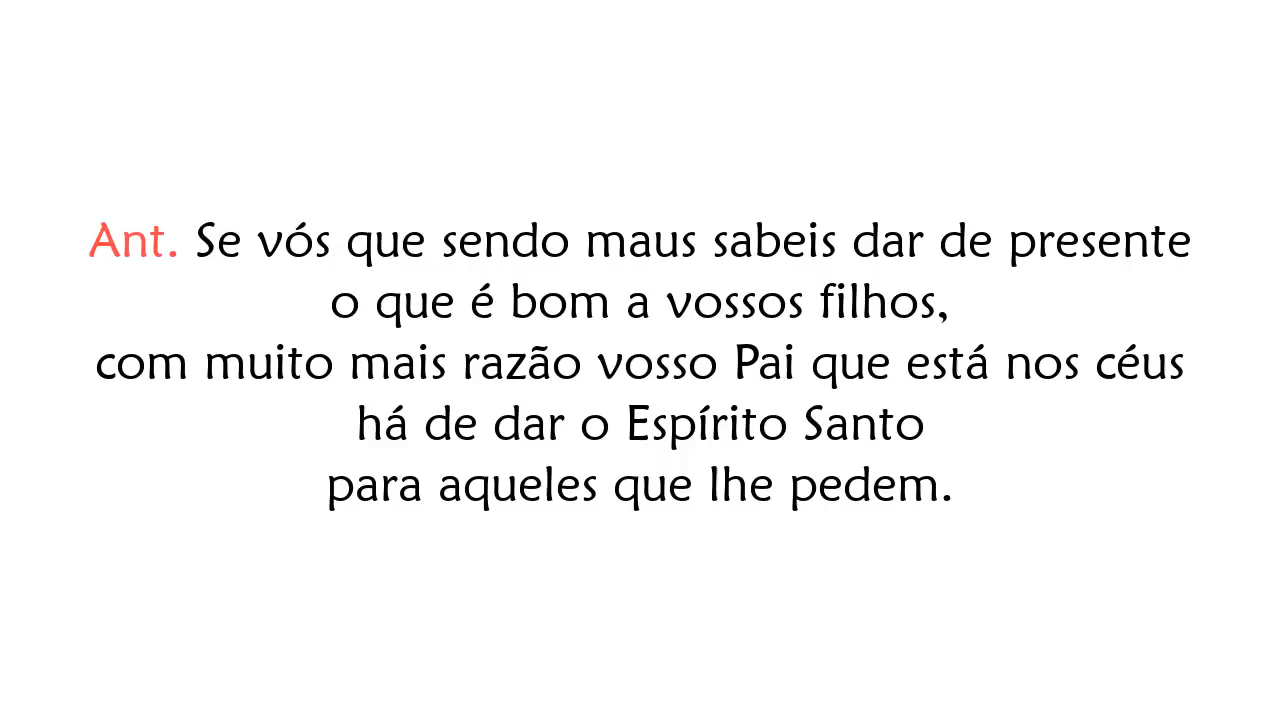 Ant. Se vós que sendo maus sabeis dar de presente
o que é bom a vossos filhos,
com muito mais razão vosso Pai que está nos céus
há de dar o Espírito Santo
para aqueles que lhe pedem.